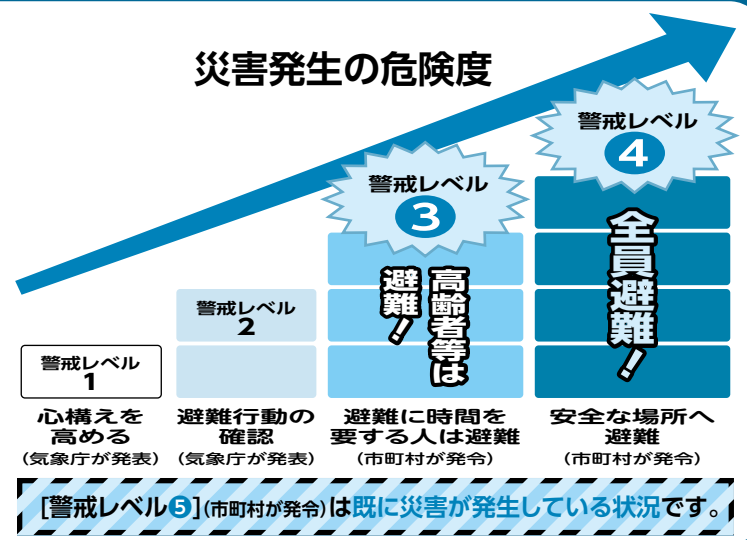 災害発生の危険度
警戒レベル
1
心構えを
高める
(気象庁が発表)
警戒レベル
2
避難行動の
確認
(気象庁が発表)
警戒レベル
3
高齢者等は
避難!
避難に時間を
要する人は避難
(市町村が発令)
警戒レベル
4
全員避難!
安全な場所へ
避難
(市町村が発令)
[警戒レベル❺](市町村が発令)は既に災害が発生している状況です。